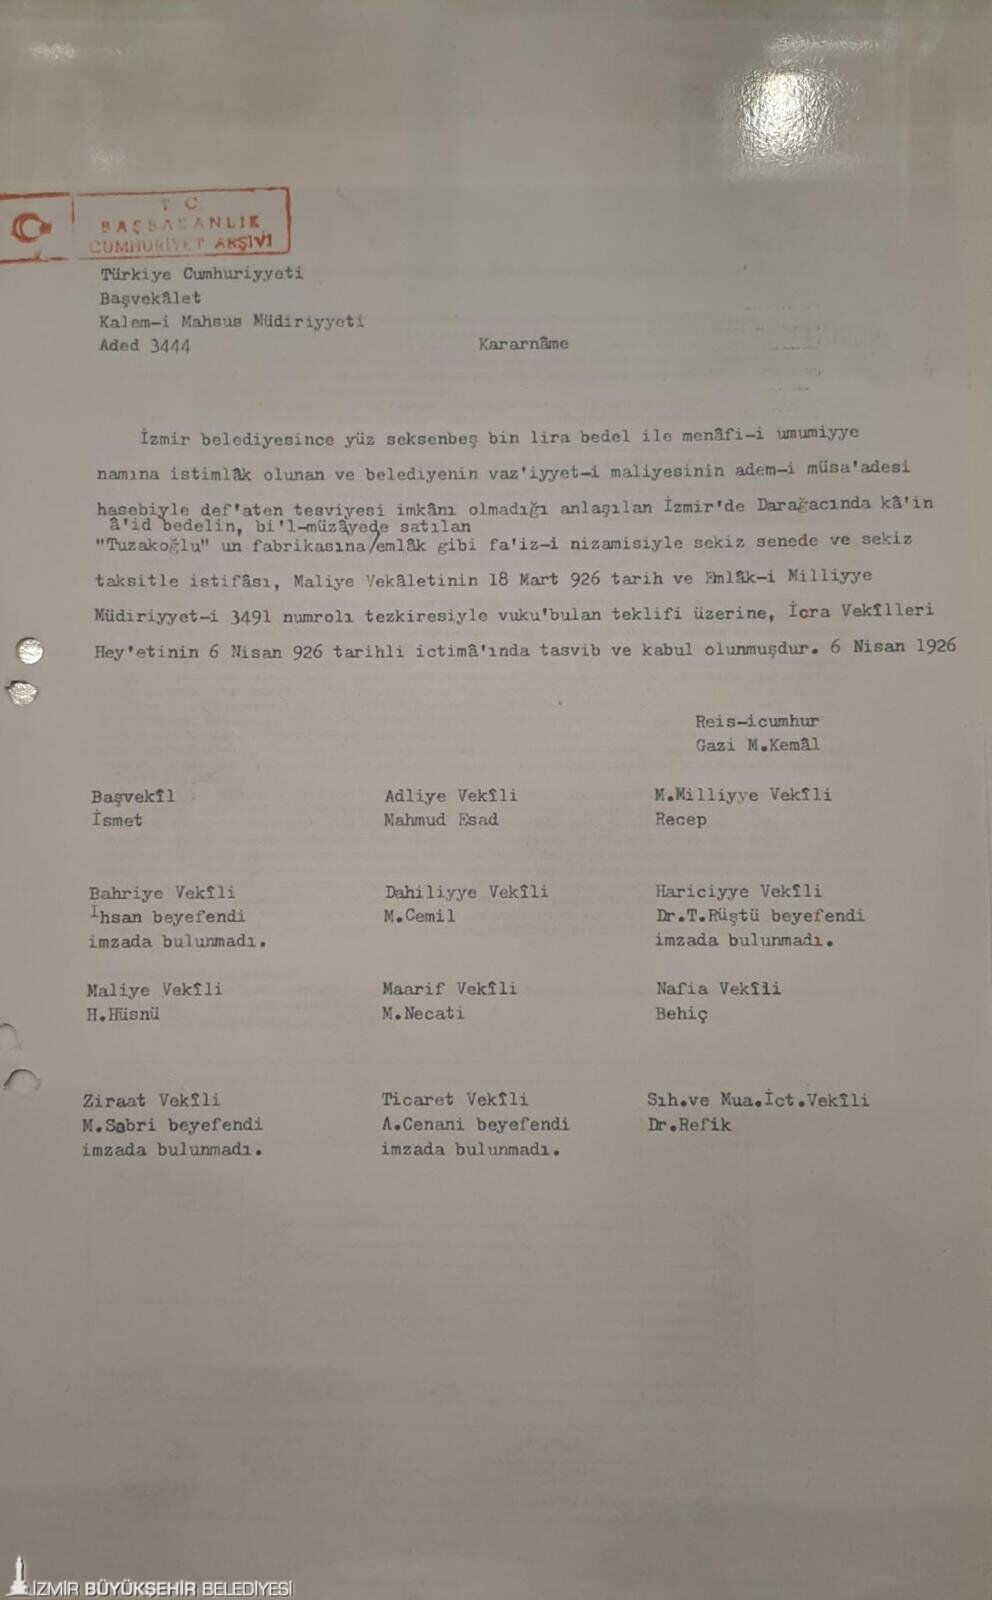 T C
BAŞBAKANLIK
CUMHURİYET ARŞİVİ
Türkiye Cumhuriyyeti
Başvekâlet
Kalem-i Mahsus Müdiriyyeti
Aded 3444
Kararnâme
İzmir belediyesince yüz seksenbeş bin lira bedel ile menâfi-i umumiyye
namına istimlâk olunan ve belediyenin vaz'iyyet-i maliyesinin adem-i müsa'adesi
hasebiyle def'aten tesviyesi imkânı olmadığı anlaşılan İzmir'de Darağacında kâ'in
â'id bedelin, bi'l-müzâyede satılan
"Tuzakoğlu" un fabrikasına/emlâk gibi fa'iz-i nizamisiyle sekiz senede ve sekiz
taksitle istifâsı, Maliye Vekâletinin 18 Mart 926 tarih ve Emlâk-i Milliyye
Müdiriyyet-i 3491 numrolı tezkiresiyle vuku'bulan teklifi üzerine, İcra Vekîlleri
Hey'etinin 6 Nisan 926 tarihli ictimâ'ında tasvib ve kabul olunmuşdur. 6 Nisan 1926
Reis-icumhur
Gazi M.Kemâl
Başvekîl Adliye Vekîli M.Milliyye Vekîli
İsmet Mahmud Esad Recep
Bahriye Vekîli Dahiliyye Vekîli Hariciyye Vekîli
İhsan beyefendi M.Cemil Dr.T.Rüştü beyefendi
imzada bulunmadı. imzada bulunmadı.
Maliye Vekîli Maarif Vekîli Nafia Vekîli
H.Hüsnü M.Necati Behiç
Ziraat Vekîli Ticaret Vekîli Sıh.ve Mua.İct.Vekîli
M.Sabri beyefendi A.Cenani beyefendi Dr.Refik
imzada bulunmadı. imzada bulunmadı.
İZMİR BÜYÜKŞEHİR BELEDİYESİ